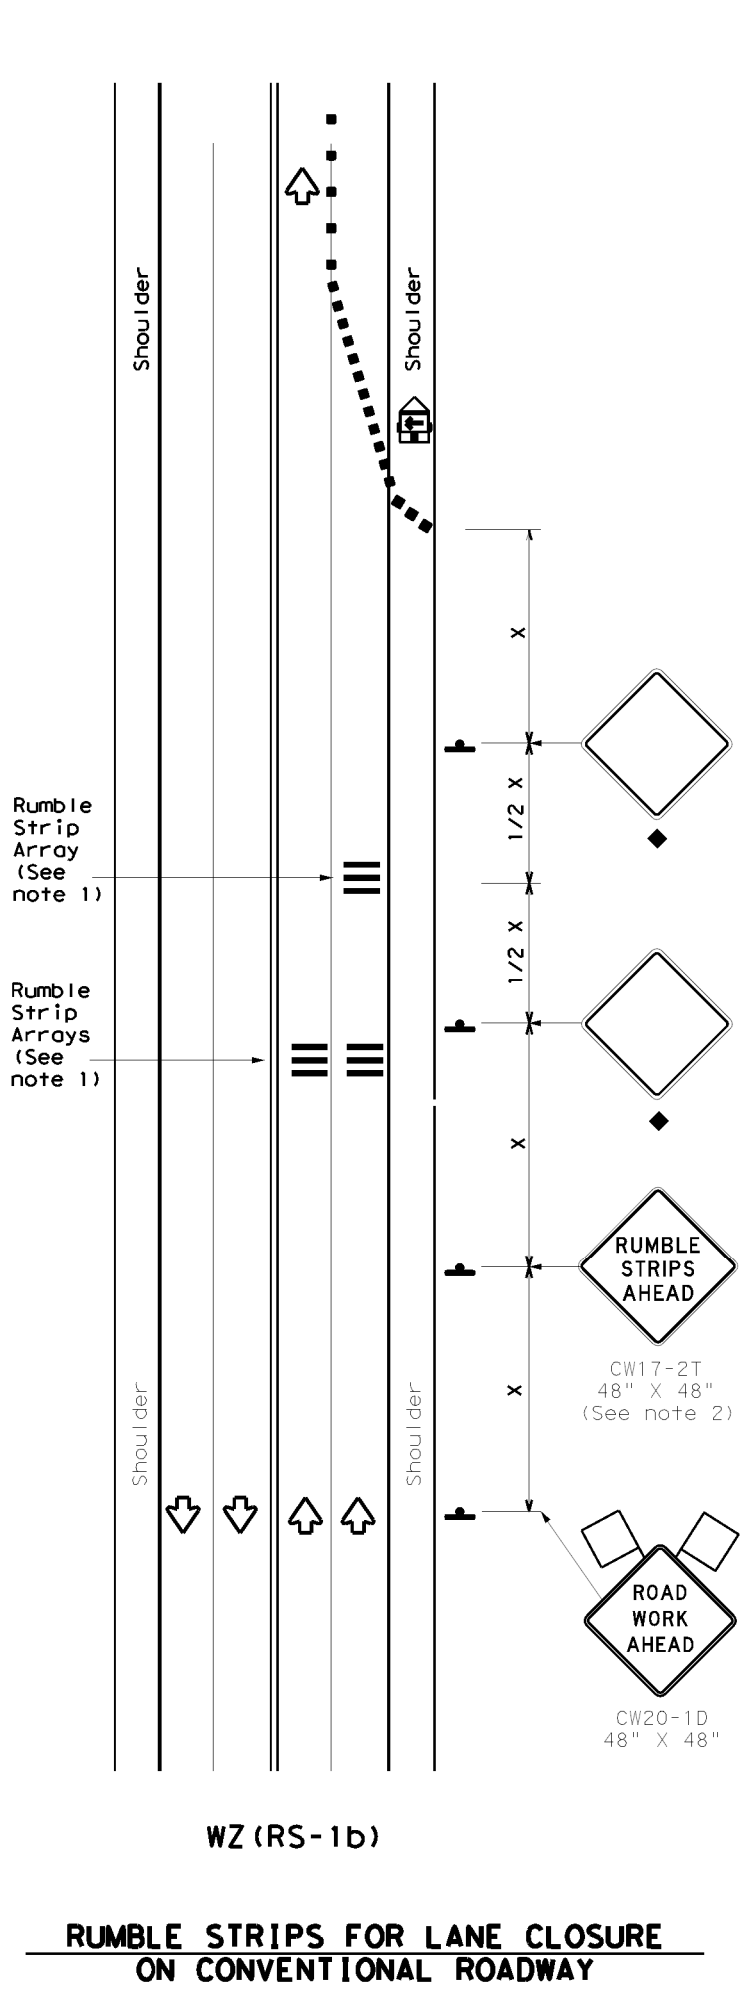 Shoulder
Shoulder
X
1/2 X
Rumble
Strip
Array
(See
note 1)
1/2 X
Rumble
Strip
Arrays
(See
note 1)
X
RUMBLE
STRIPS
AHEAD
CW17-2T
48" X 48"
(See note 2)
X
Shoulder
Shoulder
ROAD
WORK
AHEAD
CW20-1D
48" X 48"
WZ(RS-1b)
RUMBLE STRIPS FOR LANE CLOSURE
ON CONVENTIONAL ROADWAY